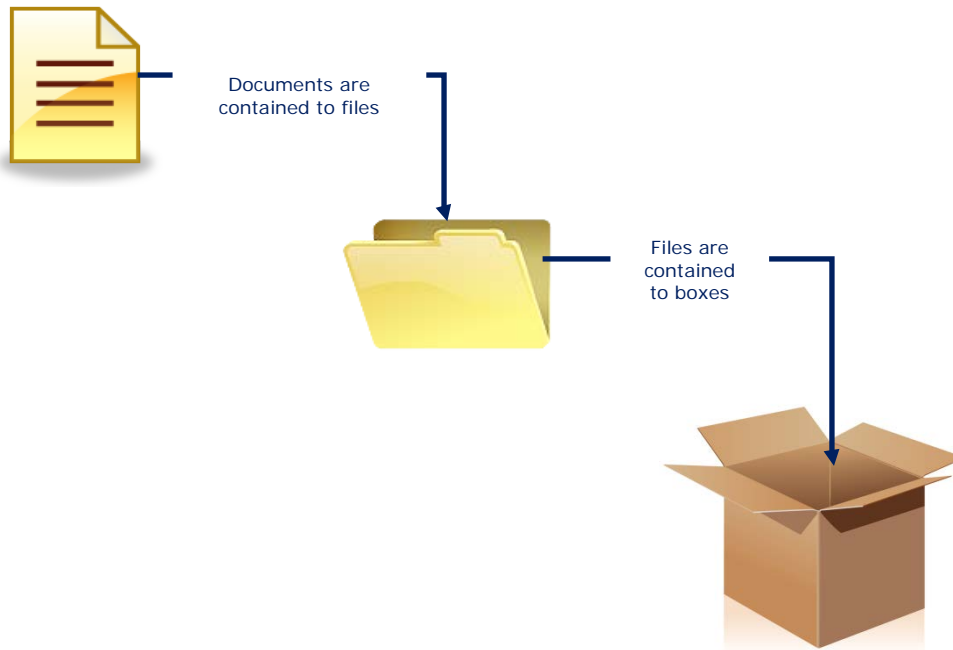 Documents are
contained to files
Files are
contained
to boxes